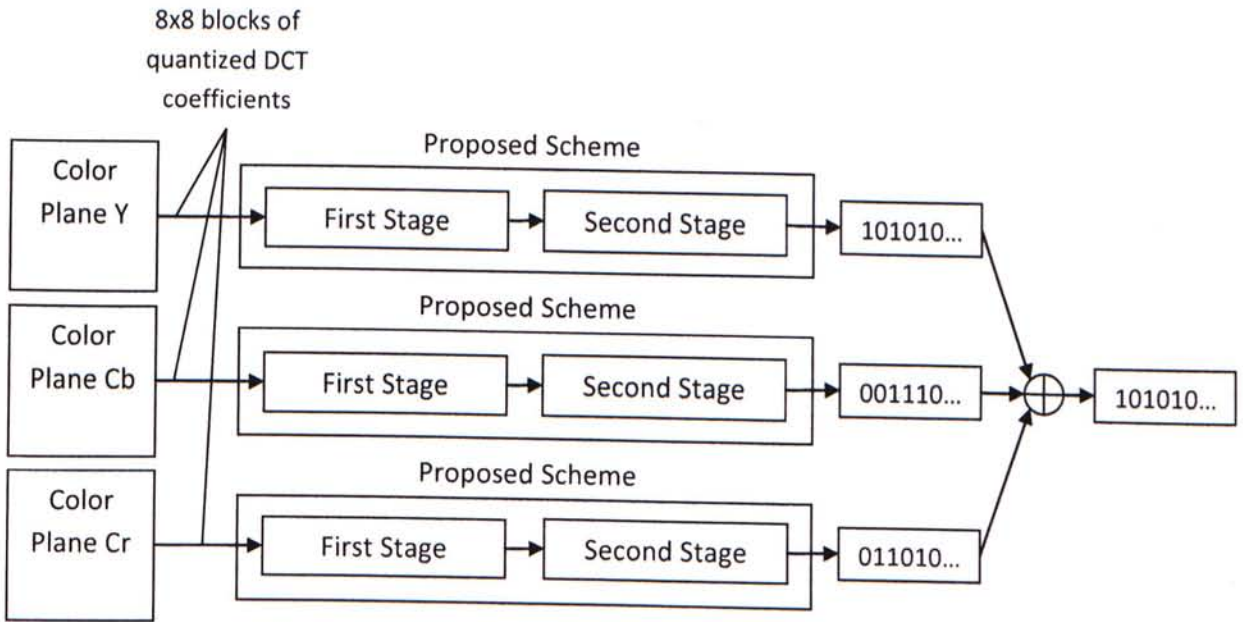 8x8 blocks of
quantized DCT
coefficients
Color
Plane Y
Proposed Scheme
First Stage
Second Stage
101010...
Color
Plane Cb
Proposed Scheme
First Stage
Second Stage
001110...
101010...
Color
Plane Cr
Proposed Scheme
First Stage
Second Stage
011010...